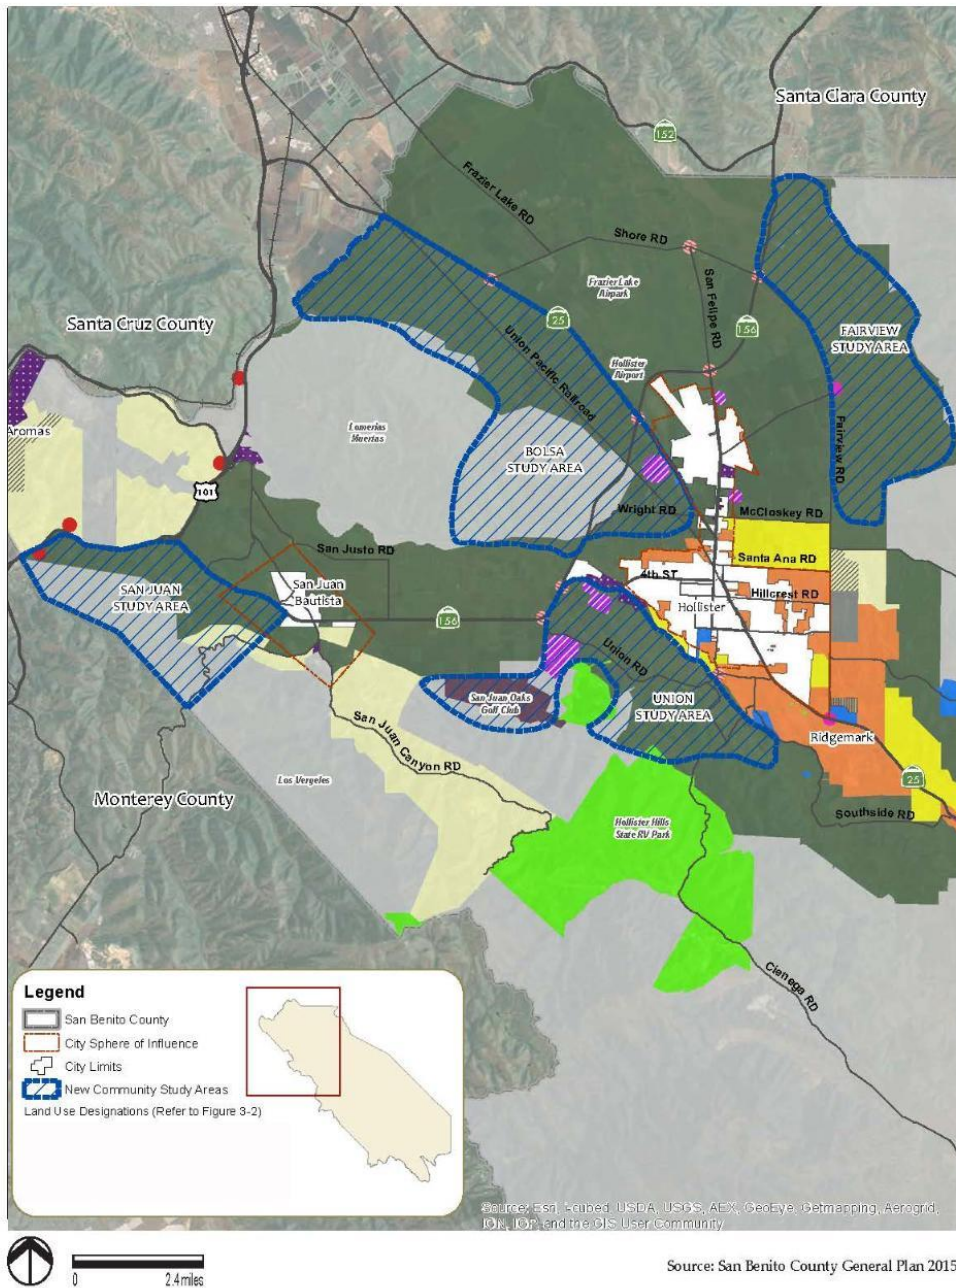 Santa Clara County
152
Frazier Lake RD
Shore RD
San Felipe RD
Frazier Lake
Airpark
Santa Cruz County
25
156
FAIRVIEW
STUDY AREA
Union Pacific Railroad
Hollister
Airport
Fairview RD
Aromas
Lomerias
Muertas
BOLSA
STUDY AREA
101
Wright RD
McCloskey RD
San Justo RD
Santa Ana RD
SAN JUAN
STUDY AREA
San Juan
Bautista
4th ST
Hillcrest RD
Hollister
156
Union RD
San Juan Oaks
Golf Club
UNION
STUDY AREA
Ridgemark
San Juan Canyon RD
Los Vergeles
25
Monterey County
Southside RD
Hollister Hills
State RV Park
Cienega RD
Legend
San Benito County
City Sphere of Influence
City Limits
New Community Study Areas
Land Use Designations (Refer to Figure 3-2)
Source: Esri, i-cubed, USDA, USGS, AEX, GeoEye, Getmapping, Aerogrid,
IGN, IGP, and the GIS User Community
0
2.4 miles
Source: San Benito County General Plan 2015